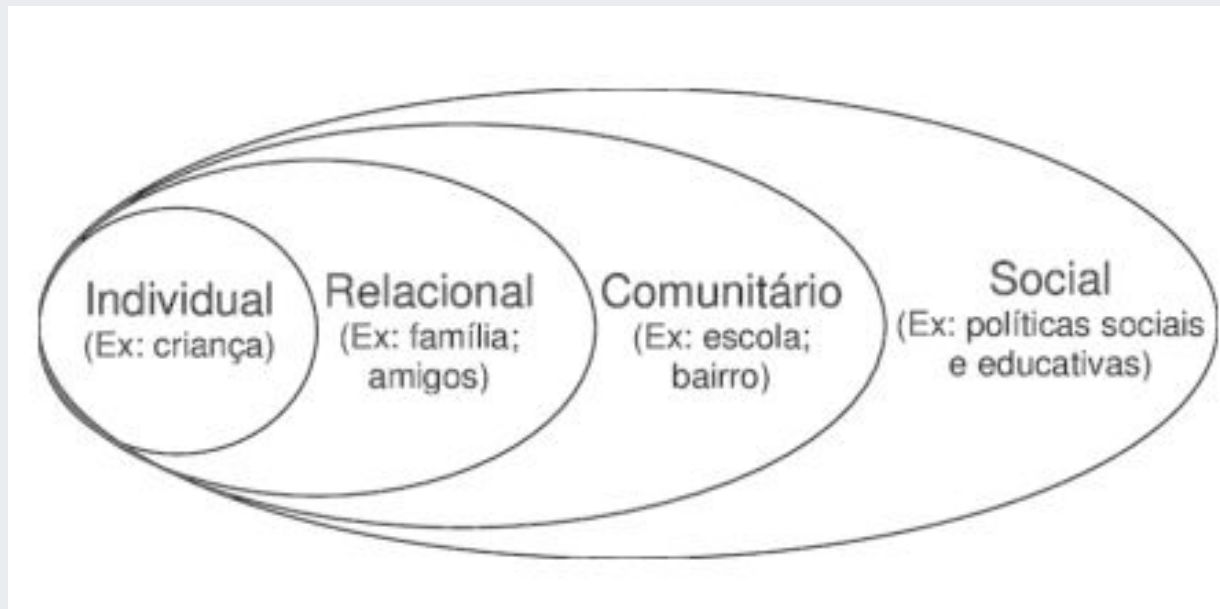 Individual
(Ex: criança)
Relacional
(Ex: família;
amigos)
Comunitário
(Ex: escola;
bairro)
Social
(Ex: políticas sociais
e educativas)